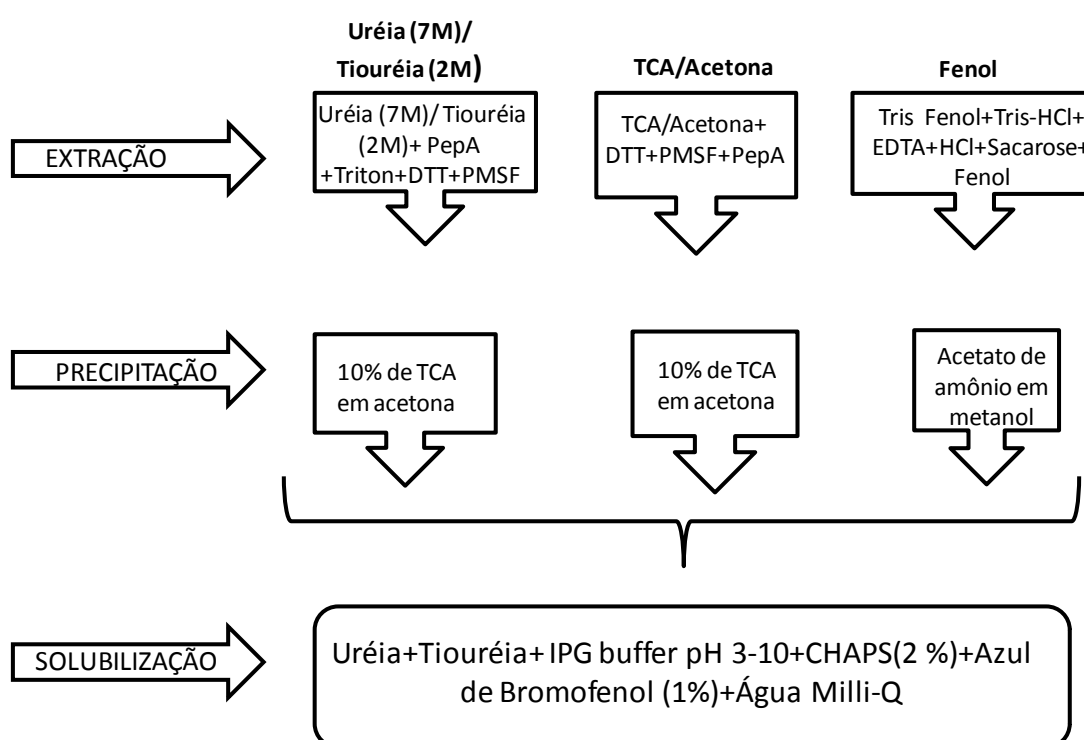 Uréia (7M)/
Tiouréia (2M)
TCA/Acetona
Fenol
EXTRAÇÃO
Uréia (7M)/ Tiouréia
(2M)+ PepA
+Triton+DTT+PMSF
TCA/Acetona+
DTT+PMSF+PepA
Tris Fenol+Tris-HCl+
EDTA+HCl+Sacarose+
Fenol
PRECIPITAÇÃO
10% de TCA
em acetona
10% de TCA
em acetona
Acetato de
amônio em
metanol
SOLUBILIZAÇÃO
Uréia+Tiouréia+ IPG buffer pH 3-10+CHAPS(2 %)+Azul
de Bromofenol (1%)+Água Milli-Q